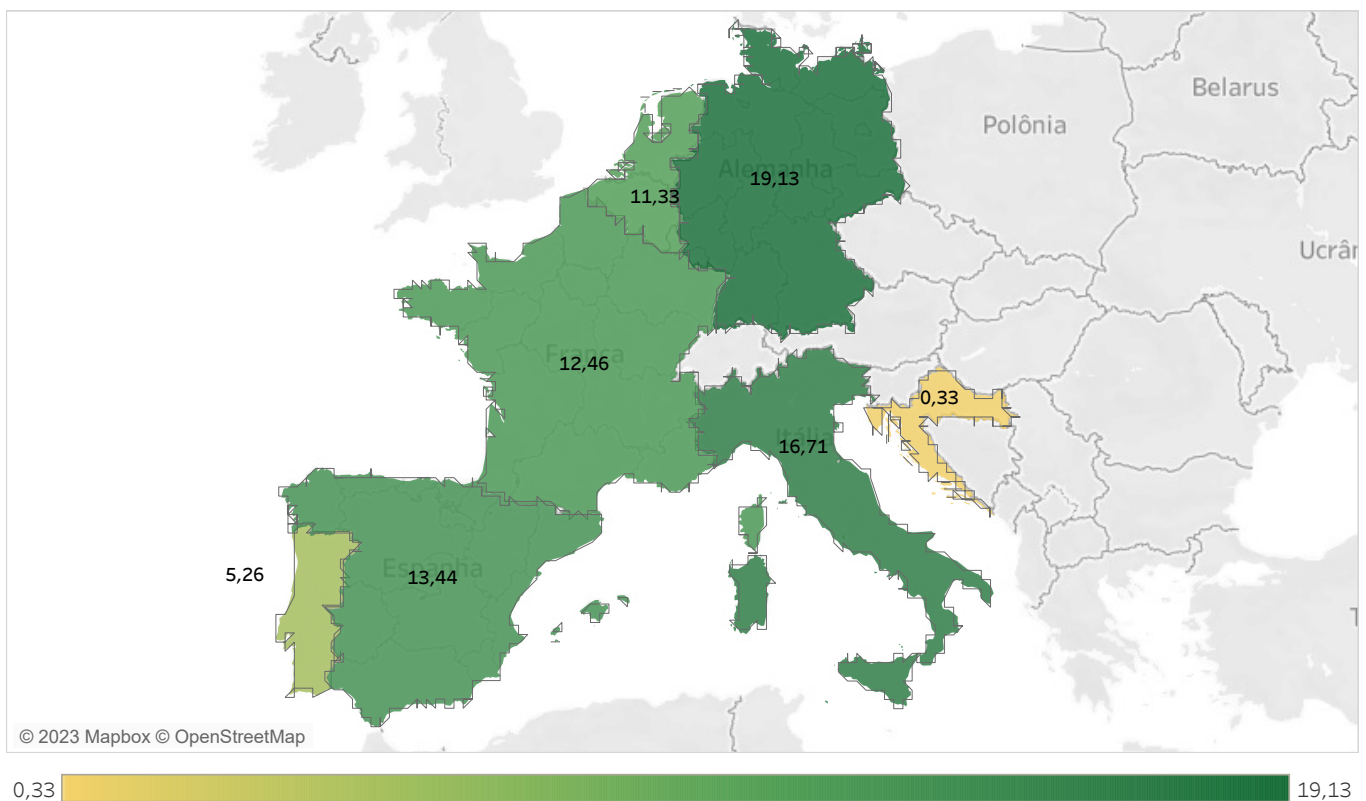 Belarus
Polônia
Alemanha
19,13
11,33
Ucrân
França
12,46
0,33
Itália
16,71
5,26
Espanha
13,44
© 2023 Mapbox © OpenStreetMap
0,33
19,13